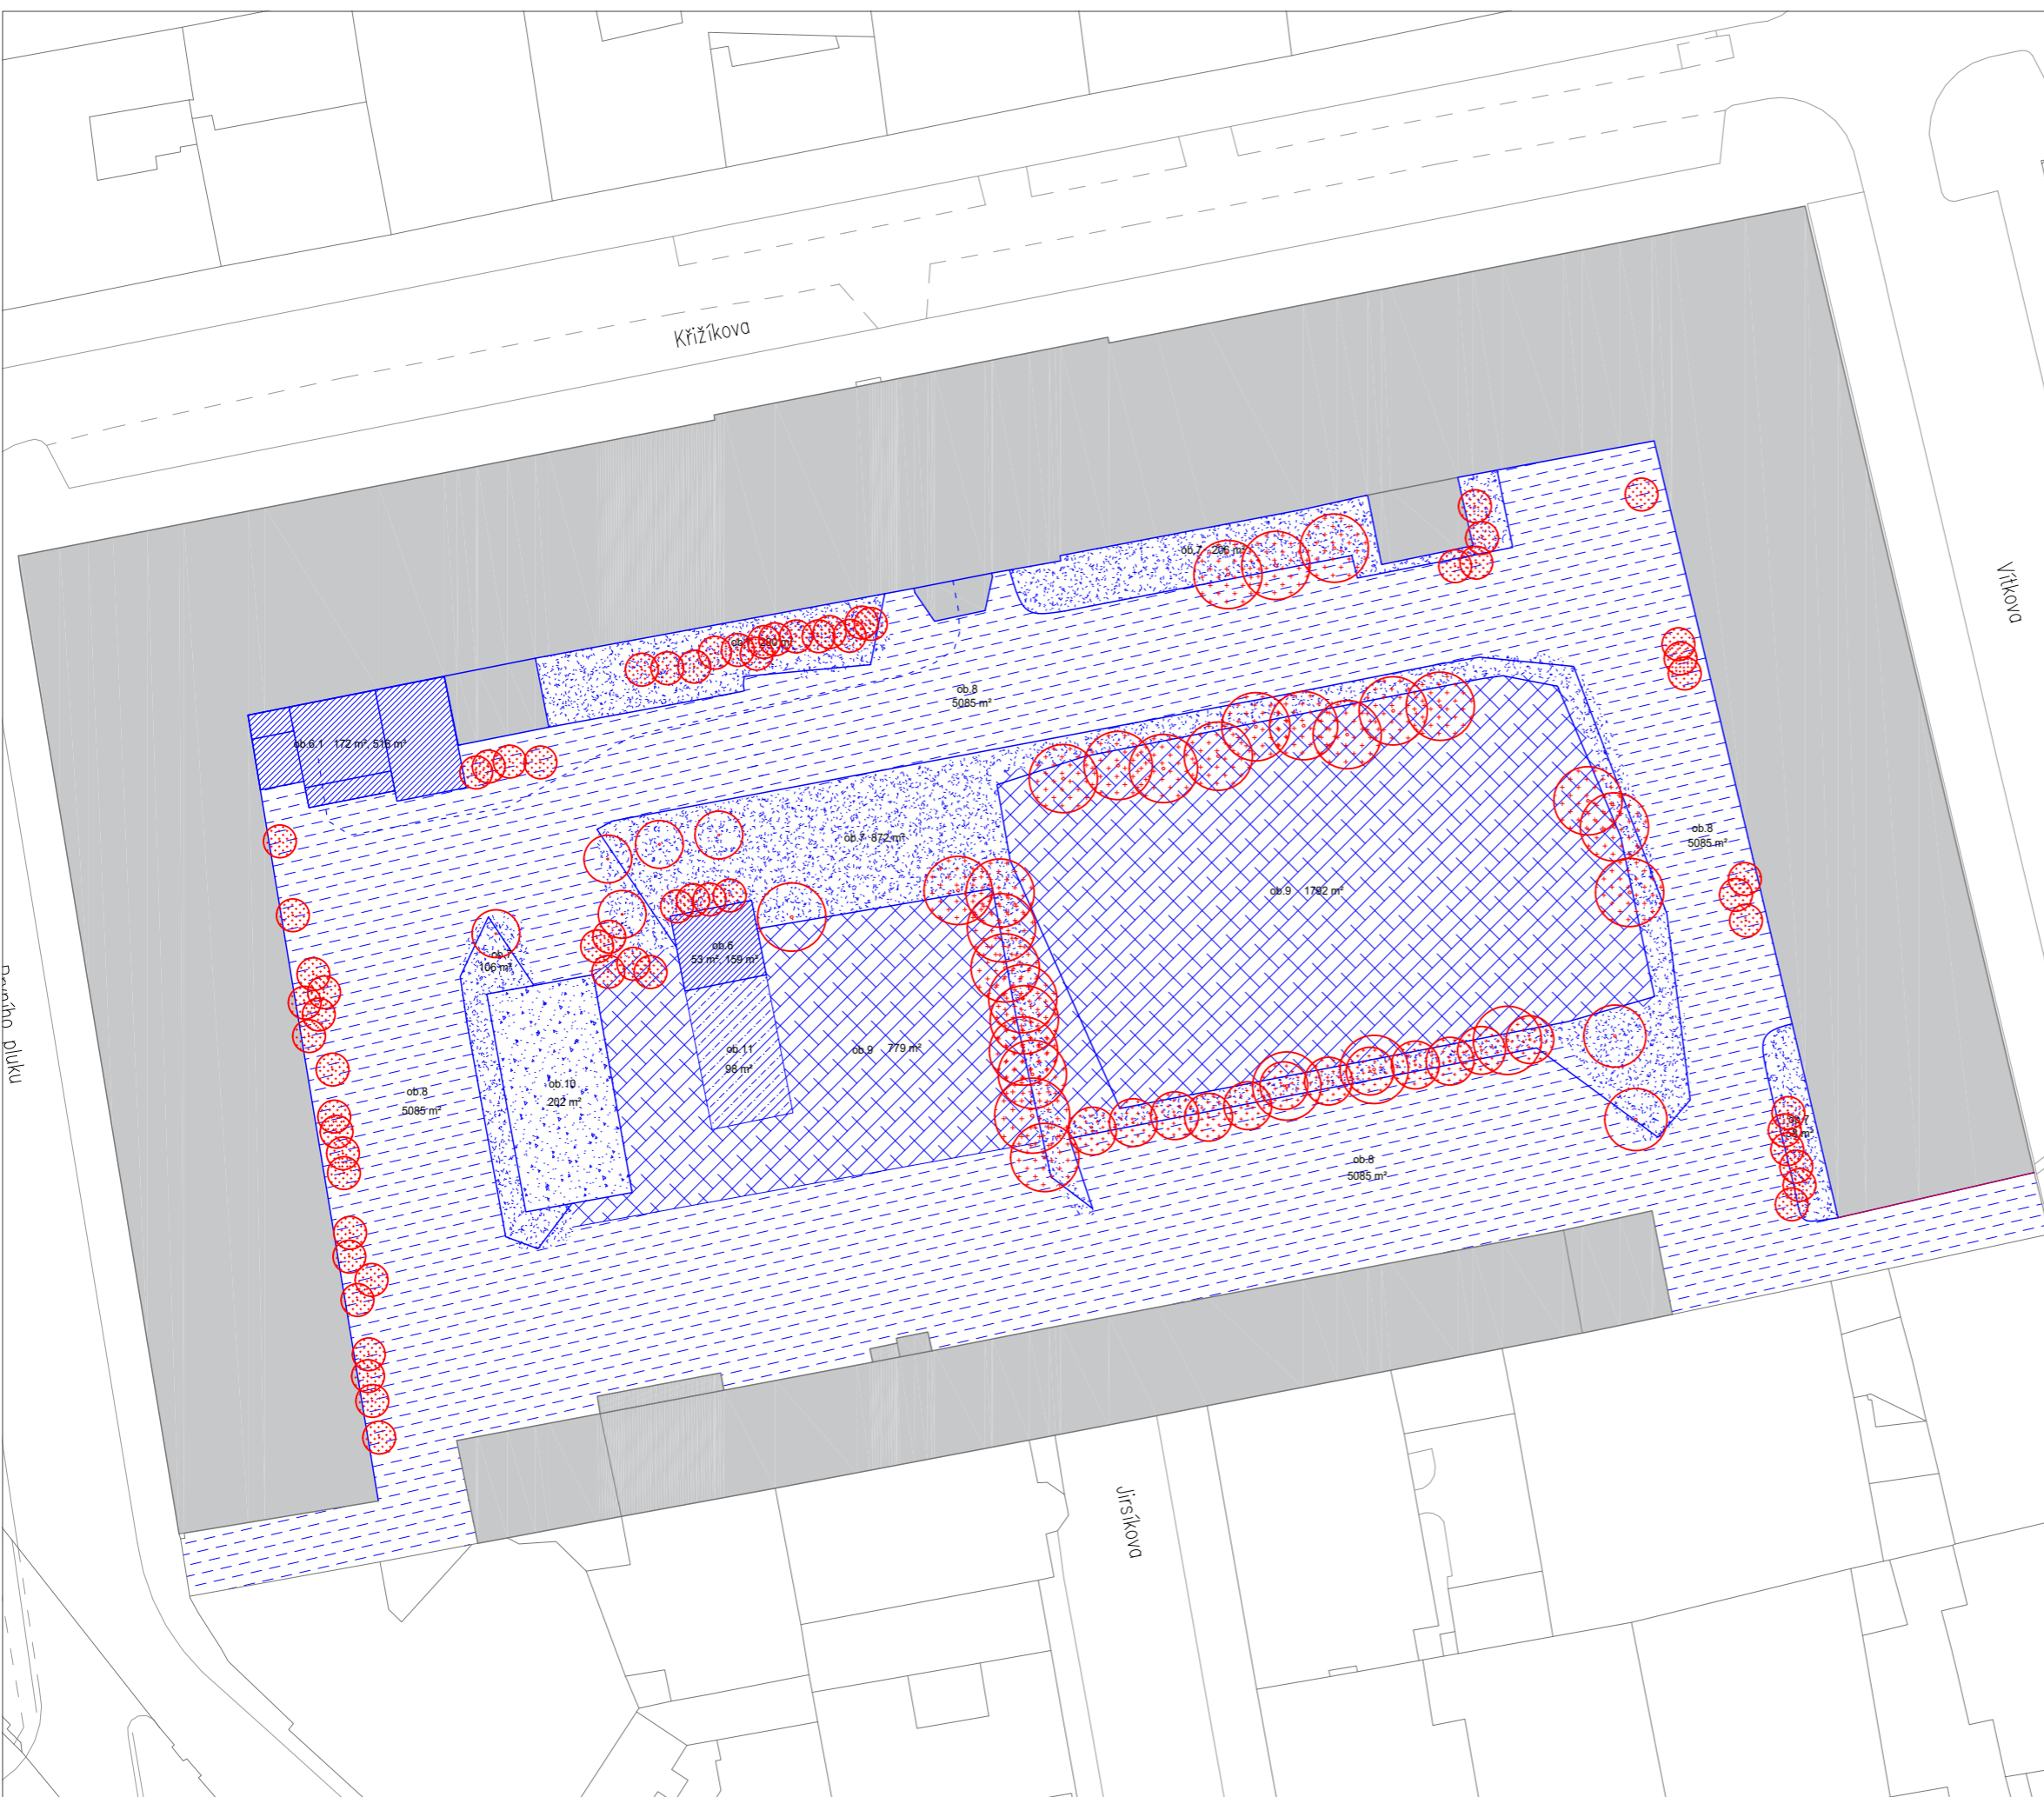 Křižíkova
Vítkova
ob.7 206 m²
ob.8
5085 m²
ob.6.1 172 m², 516 m²
ob.7 872 m²
ob.8
5085 m²
ob.9 1792 m²
ob.6
53 m², 159 m²
ob.7
106 m²
ob.11
98 m²
ob.9 779 m²
ob.10
202 m²
ob.8
5085 m²
ob.8
5085 m²
pluku
Jirsíkova